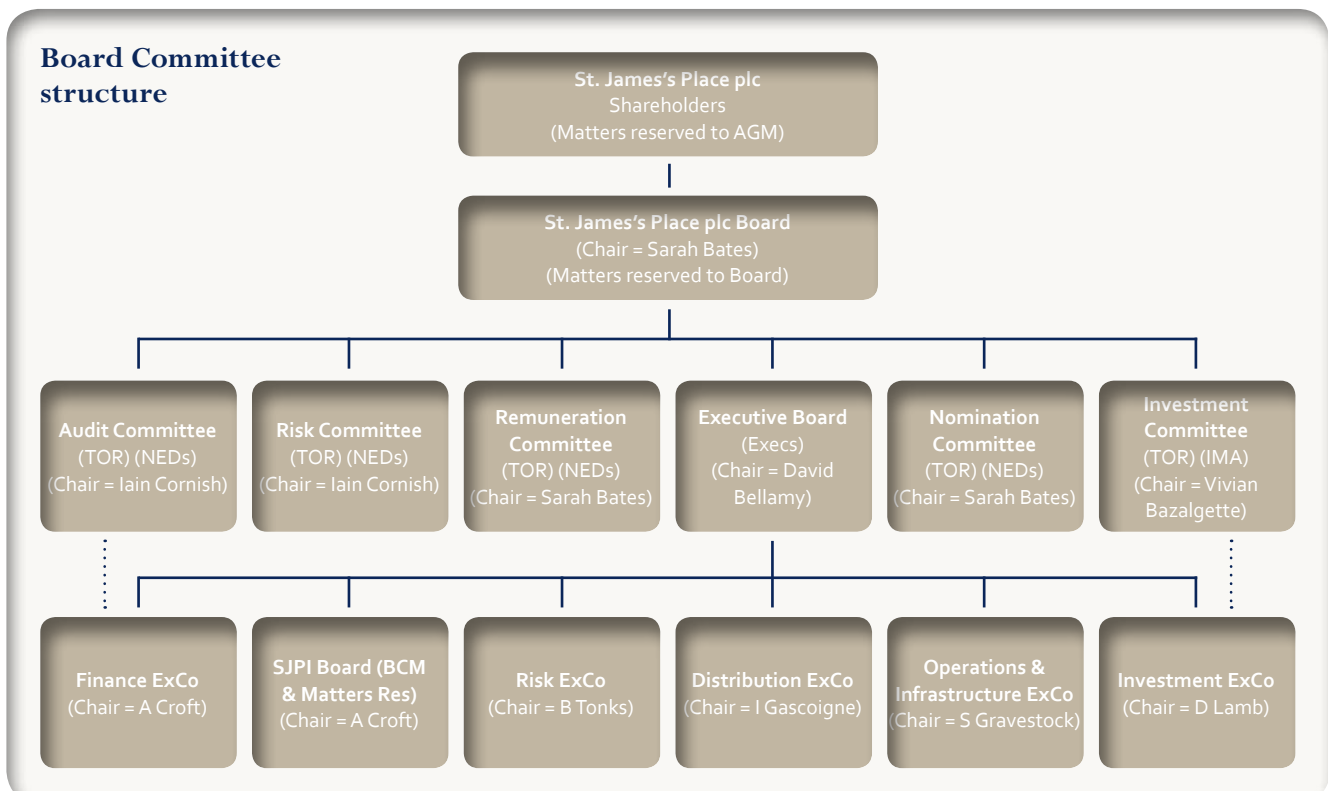 Board Committee
structure
St. James’s Place plc
Shareholders
(Matters reserved to AGM)
St. James’s Place plc Board
(Chair = Sarah Bates)
(Matters reserved to Board)
Audit Committee
(TOR) (NEDs)
(Chair = Iain Cornish)
Risk Committee
(TOR) (NEDs)
(Chair = Iain Cornish)
Remuneration
Committee
(TOR) (NEDs)
(Chair = Sarah Bates)
Executive Board
(Execs)
(Chair = David
Bellamy)
Nomination
Committee
(TOR) (NEDs)
(Chair = Sarah Bates)
Investment
Committee
(TOR) (IMA)
(Chair = Vivian
Bazalgette)
Finance ExCo
(Chair = A Croft)
SJPI Board (BCM
& Matters Res)
(Chair = A Croft)
Risk ExCo
(Chair = B Tonks)
Distribution ExCo
(Chair = I Gascoigne)
Operations &
Infrastructure ExCo
(Chair = S Gravestock)
Investment ExCo
(Chair = D Lamb)